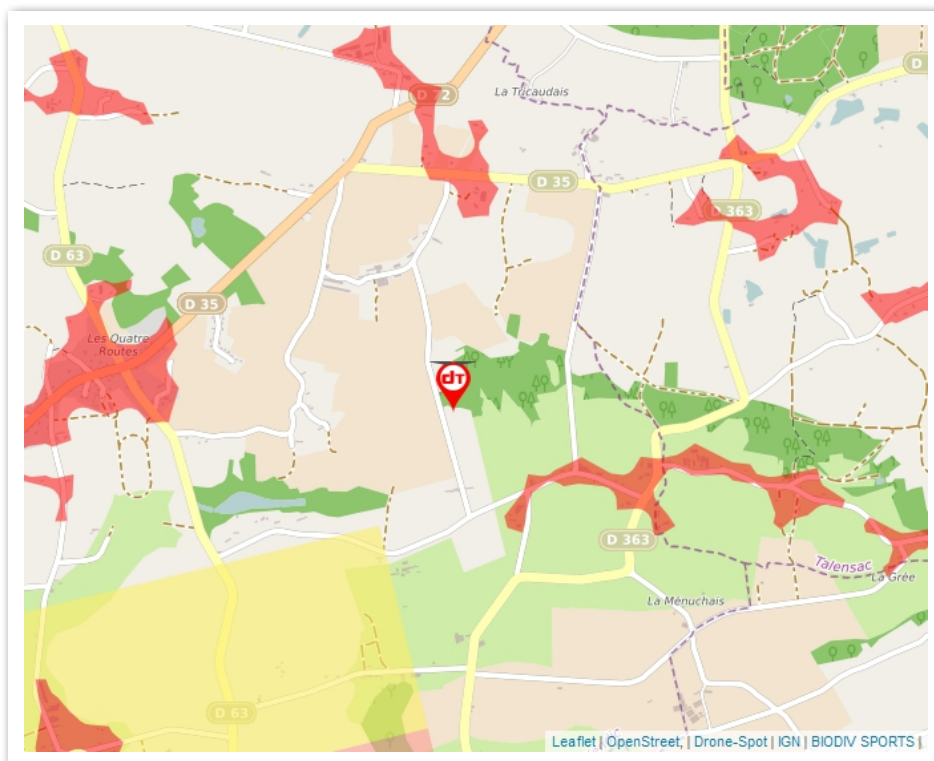 D
La Tricaudais
D 72
D 35
D 363
D 63
D 35
Les Quatre
Routes
dT
D 363
Talensac
La Grée
La Ménuchais
D 63
Leaflet | OpenStreet, | Drone-Spot | IGN | BIODIV SPORTS |